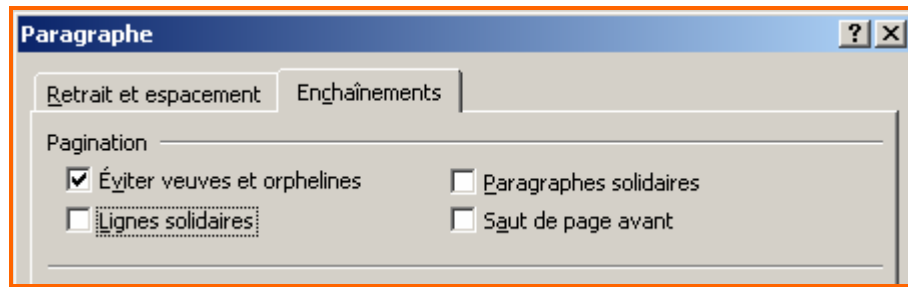 Paragraphe
Retrait et espacement Enchaînements
Pagination
Éviter veuves et orphelines Paragraphes solidaires
Lignes solidaires Saut de page avant